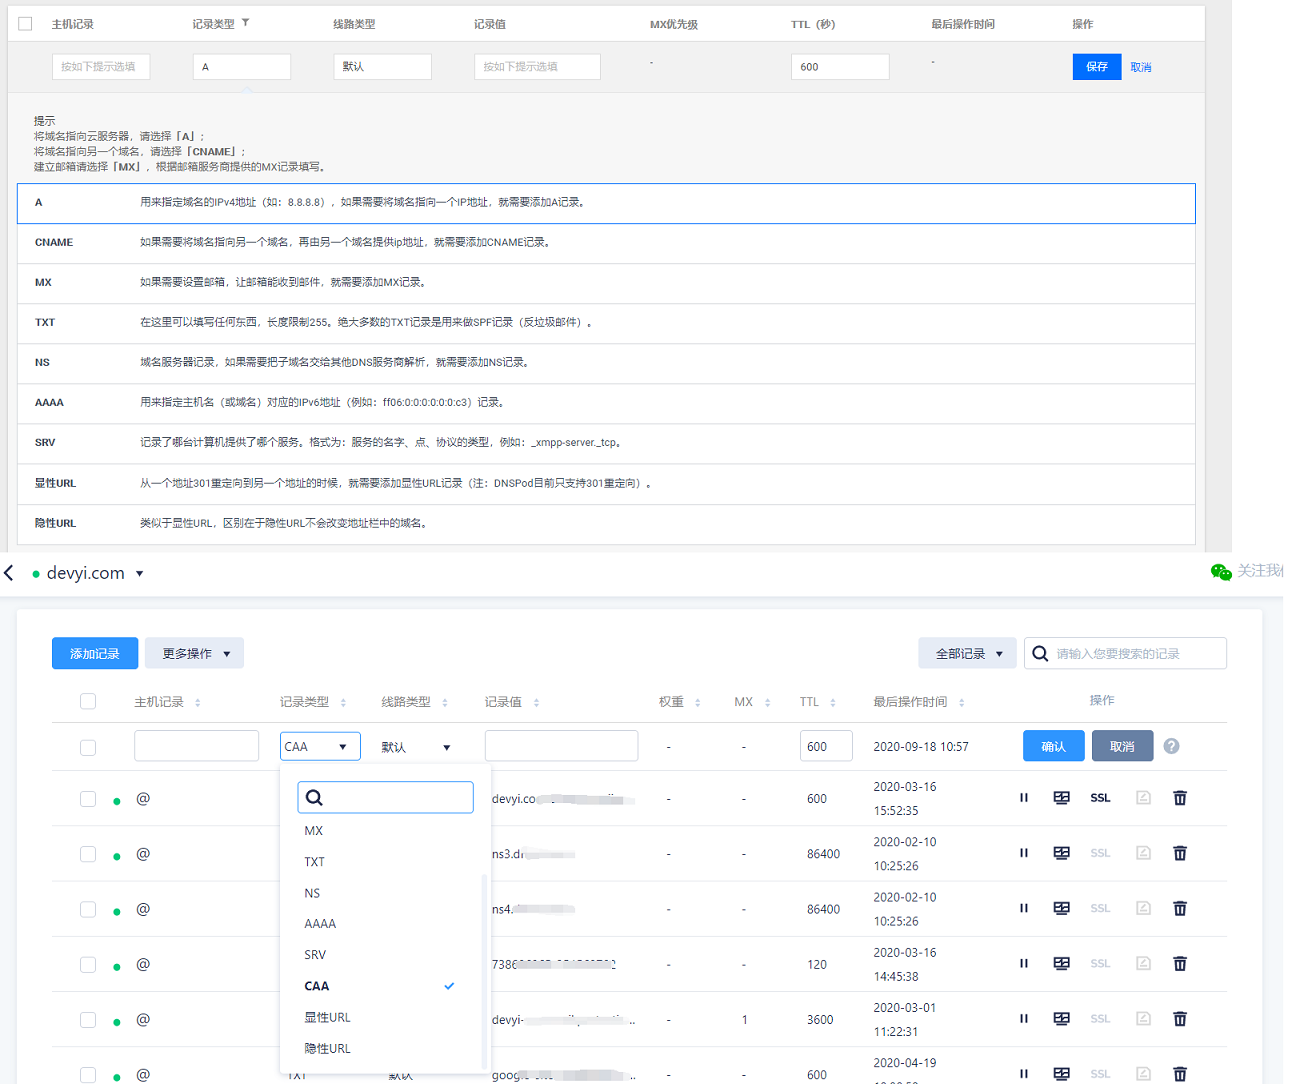 主机记录 记录类型 线路类型 记录值 MX优先级 TTL（秒） 最后操作时间 操作
按如下提示选填 A 默认 按如下提示选填 - 600 - 保存 取消
提示
将域名指向云服务器，请选择「A」；
将域名指向另一个域名，请选择「CNAME」；
建立邮箱请选择「MX」，根据邮箱服务商提供的MX记录填写。
A 用来指定域名的IPv4地址（如：8.8.8.8），如果需要将域名指向一个IP地址，就需要添加A记录。
CNAME 如果需要将域名指向另一个域名，再由另一个域名提供ip地址，就需要添加CNAME记录。
MX 如果需要设置邮箱，让邮箱能收到邮件，就需要添加MX记录。
TXT 在这里可以填写任何东西，长度限制255。绝大多数的TXT记录是用来做SPF记录（反垃圾邮件）。
NS 域名服务器记录，如果需要把子域名交给其他DNS服务商解析，就需要添加NS记录。
AAAA 用来指定主机名（或域名）对应的IPv6地址（例如：ff06:0:0:0:0:0:0:c3）记录。
SRV 记录了哪台计算机提供了哪个服务。格式为：服务的名字、点、协议的类型，例如：_xmpp-server._tcp。
显性URL 从一个地址301重定向到另一个地址的时候，就需要添加显性URL记录（注：DNSPod目前只支持301重定向）。
隐性URL 类似于显性URL，区别在于隐性URL不会改变地址栏中的域名。
devyi.com 关注我们
添加记录 更多操作 全部记录 请输入您要搜索的记录
主机记录 记录类型 线路类型 记录值 权重 MX TTL 最后操作时间 操作
CAA 默认 - - 600 2020-09-18 10:57 确认 取消
@ devyi.co - - 600 2020-03-16 15:52:35 SSL
MX
@ ns3.d - - 86400 2020-02-10 10:25:26 SSL
TXT
NS
@ ns4. - - 86400 2020-02-10 10:25:26 SSL
AAAA
SRV
@ 738 - - 120 2020-03-16 14:45:38 SSL
CAA
@ devyi- .. - 1 3600 2020-03-01 11:22:31 SSL
显性URL
隐性URL
@ TXT 默认 .. - - 600 2020-04-19 SSL